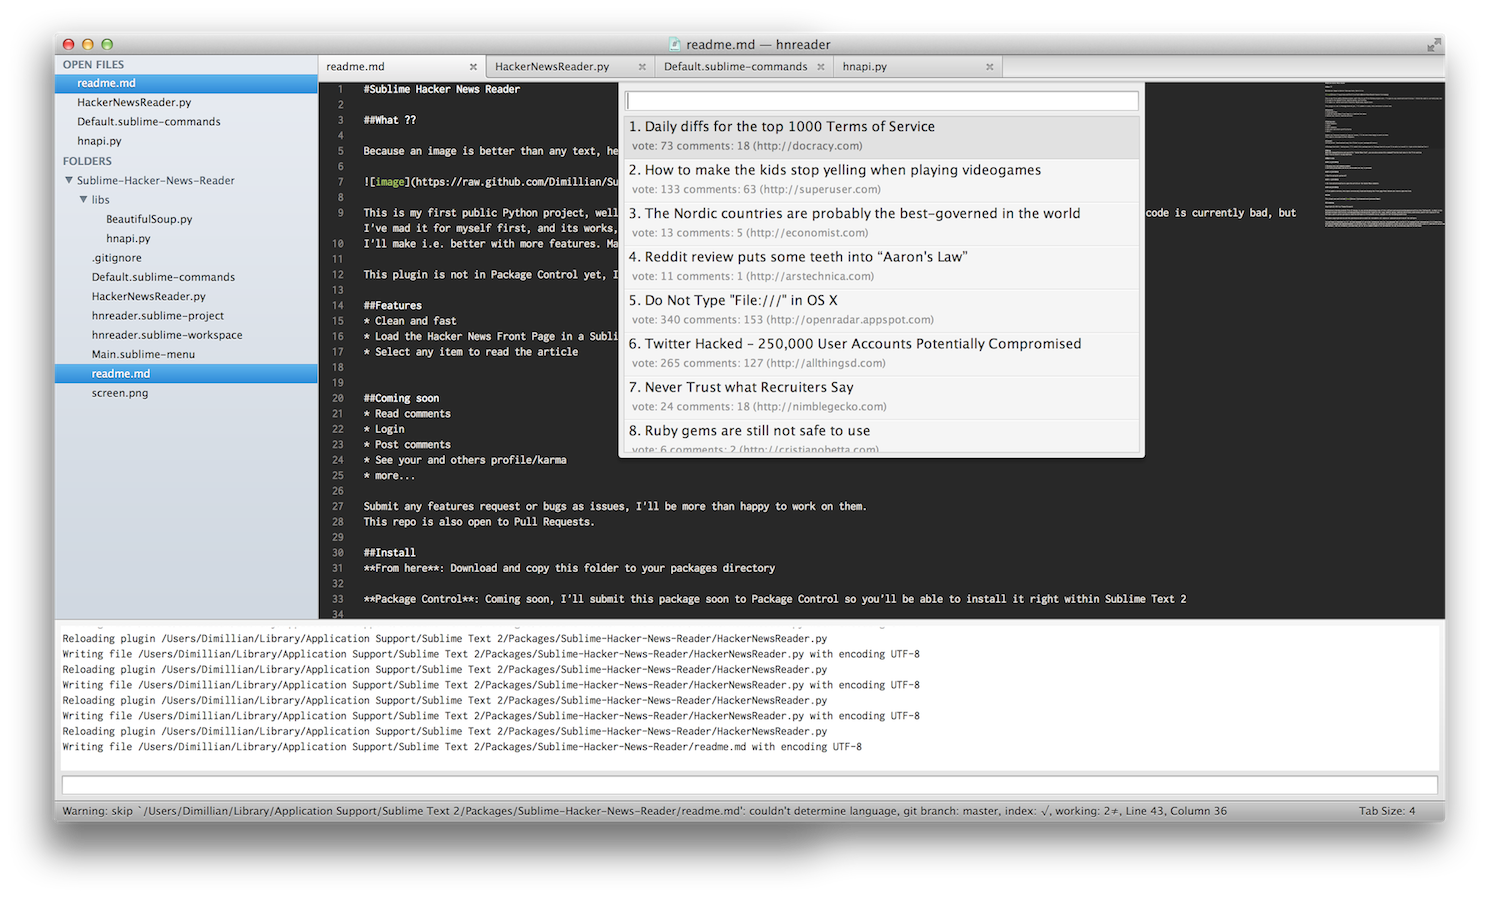 readme.md — hnreader
OPEN FILES
readme.md
HackerNewsReader.py
Default.sublime-commands
hnapi.py
FOLDERS
Sublime-Hacker-News-Reader
libs
BeautifulSoup.py
hnapi.py
.gitignore
Default.sublime-commands
HackerNewsReader.py
hnreader.sublime-project
hnreader.sublime-workspace
Main.sublime-menu
readme.md
screen.png
readme.md
HackerNewsReader.py
Default.sublime-commands
hnapi.py
1 #Sublime Hacker News Reader
2
3 ##What ??
4
5 Because an image is better than any text, he
6
7 ![image](https://raw.github.com/Dimillian/Su
8
9 This is my first public Python project, well code is currently bad, but
I've mad it for myself first, and its works,
10 I'll make i.e. better with more features. Ma
11
12 This plugin is not in Package Control yet, I
13
14 ##Features
15 * Clean and fast
16 * Load the Hacker News Front Page in a Subli
17 * Select any item to read the article
18
19
20 ##Coming soon
21 * Read comments
22 * Login
23 * Post comments
24 * See your and others profile/karma
25 * more...
26
27 Submit any features request or bugs as issues, I'll be more than happy to work on them.
28 This repo is also open to Pull Requests.
29
30 ##Install
31 **From here**: Download and copy this folder to your packages directory
32
33 **Package Control**: Coming soon, I'll submit this package soon to Package Control so you'll be able to install it right within Sublime Text 2
34
1. Daily diffs for the top 1000 Terms of Service
vote: 73 comments: 18 (http://docracy.com)
2. How to make the kids stop yelling when playing videogames
vote: 133 comments: 63 (http://superuser.com)
3. The Nordic countries are probably the best-governed in the world
vote: 13 comments: 5 (http://economist.com)
4. Reddit review puts some teeth into “Aaron's Law”
vote: 11 comments: 1 (http://arstechnica.com)
5. Do Not Type "File:///" in OS X
vote: 340 comments: 153 (http://openradar.appspot.com)
6. Twitter Hacked – 250,000 User Accounts Potentially Compromised
vote: 265 comments: 127 (http://allthingsd.com)
7. Never Trust what Recruiters Say
vote: 24 comments: 18 (http://nimblegecko.com)
8. Ruby gems are still not safe to use
vote: 6 comments: 2 (http://cristianobetta.com)
Reloading plugin /Users/Dimillian/Library/Application Support/Sublime Text 2/Packages/Sublime-Hacker-News-Reader/HackerNewsReader.py
Writing file /Users/Dimillian/Library/Application Support/Sublime Text 2/Packages/Sublime-Hacker-News-Reader/HackerNewsReader.py with encoding UTF-8
Reloading plugin /Users/Dimillian/Library/Application Support/Sublime Text 2/Packages/Sublime-Hacker-News-Reader/HackerNewsReader.py
Writing file /Users/Dimillian/Library/Application Support/Sublime Text 2/Packages/Sublime-Hacker-News-Reader/HackerNewsReader.py with encoding UTF-8
Reloading plugin /Users/Dimillian/Library/Application Support/Sublime Text 2/Packages/Sublime-Hacker-News-Reader/HackerNewsReader.py
Writing file /Users/Dimillian/Library/Application Support/Sublime Text 2/Packages/Sublime-Hacker-News-Reader/HackerNewsReader.py with encoding UTF-8
Reloading plugin /Users/Dimillian/Library/Application Support/Sublime Text 2/Packages/Sublime-Hacker-News-Reader/HackerNewsReader.py
Writing file /Users/Dimillian/Library/Application Support/Sublime Text 2/Packages/Sublime-Hacker-News-Reader/readme.md with encoding UTF-8
Warning: skip `/Users/Dimillian/Library/Application Support/Sublime Text 2/Packages/Sublime-Hacker-News-Reader/readme.md': couldn't determine language, git branch: master, index: √, working: 2≠, Line 43, Column 36
Tab Size: 4